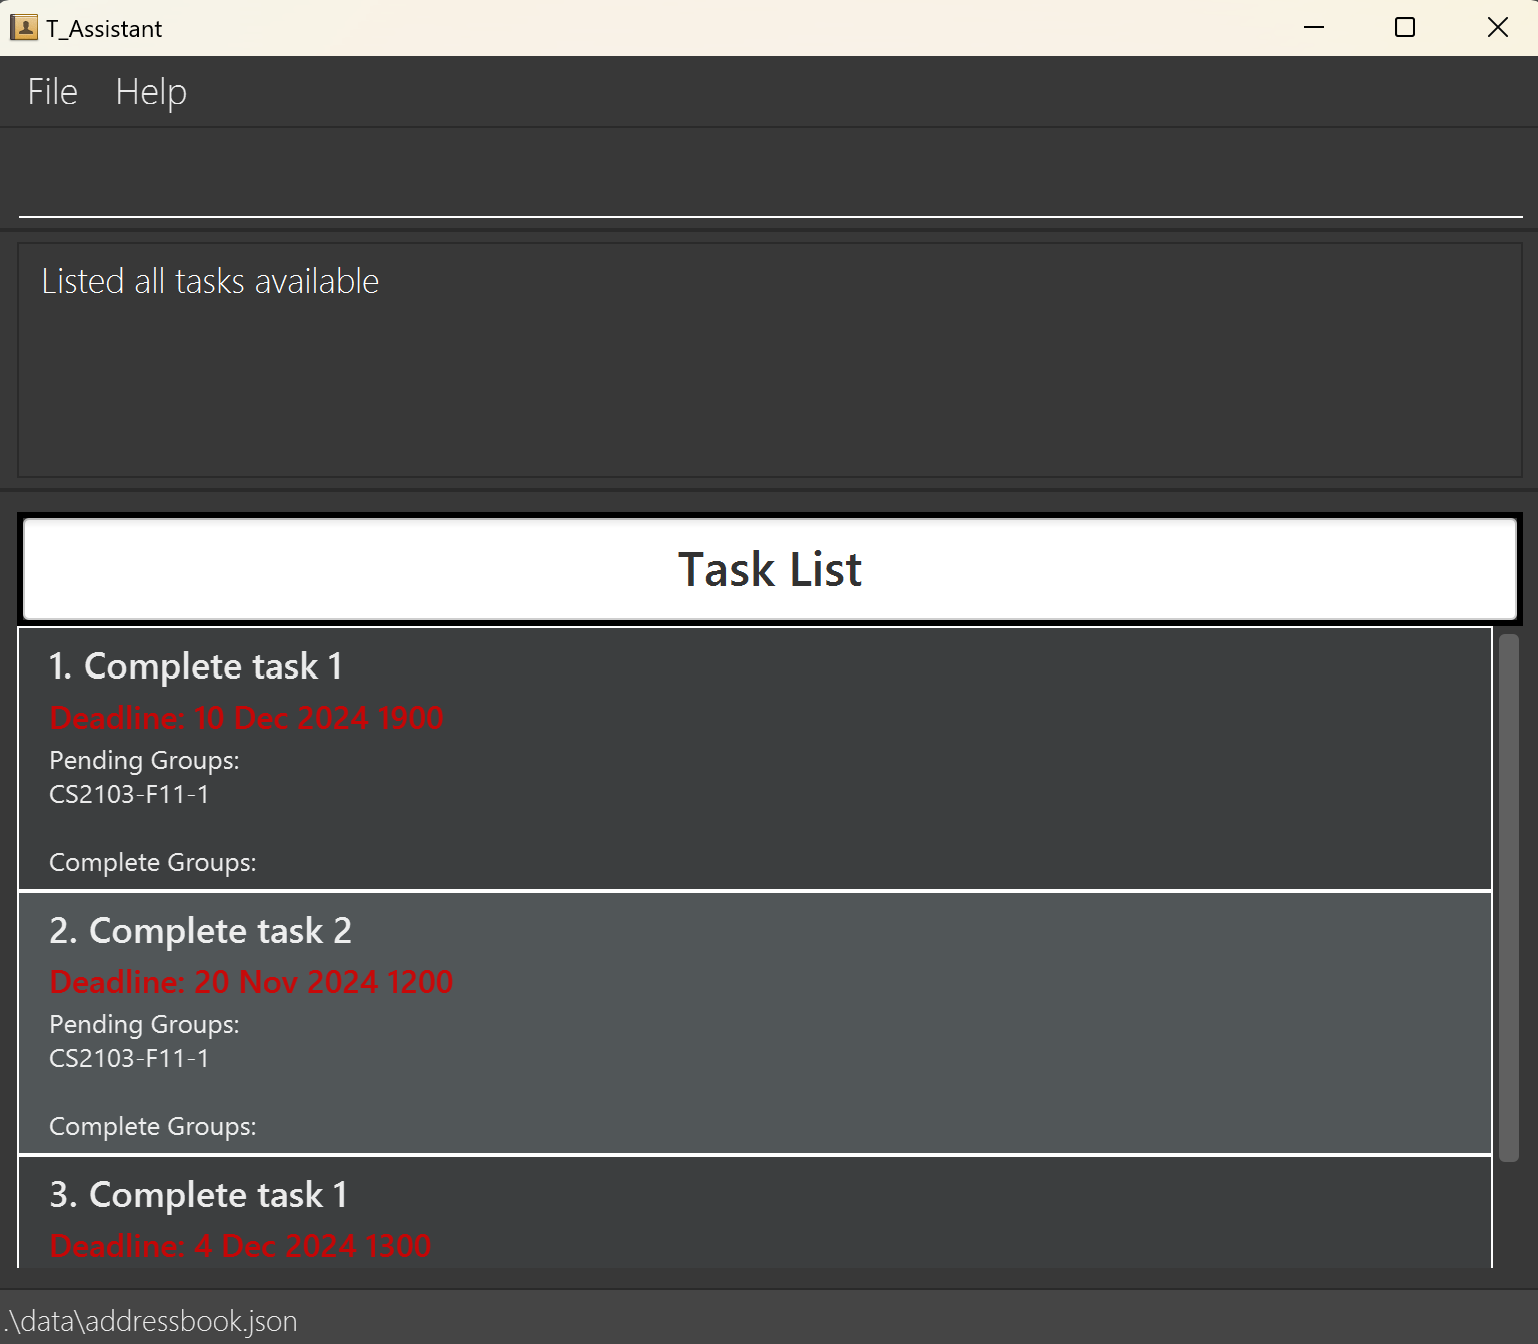 T_Assistant
File Help
Listed all tasks available
Task List
1. Complete task 1
Deadline: 10 Dec 2024 1900
Pending Groups:
CS2103-F11-1
Complete Groups:
2. Complete task 2
Deadline: 20 Nov 2024 1200
Pending Groups:
CS2103-F11-1
Complete Groups:
3. Complete task 1
Deadline: 4 Dec 2024 1300
.\data\addressbook.json